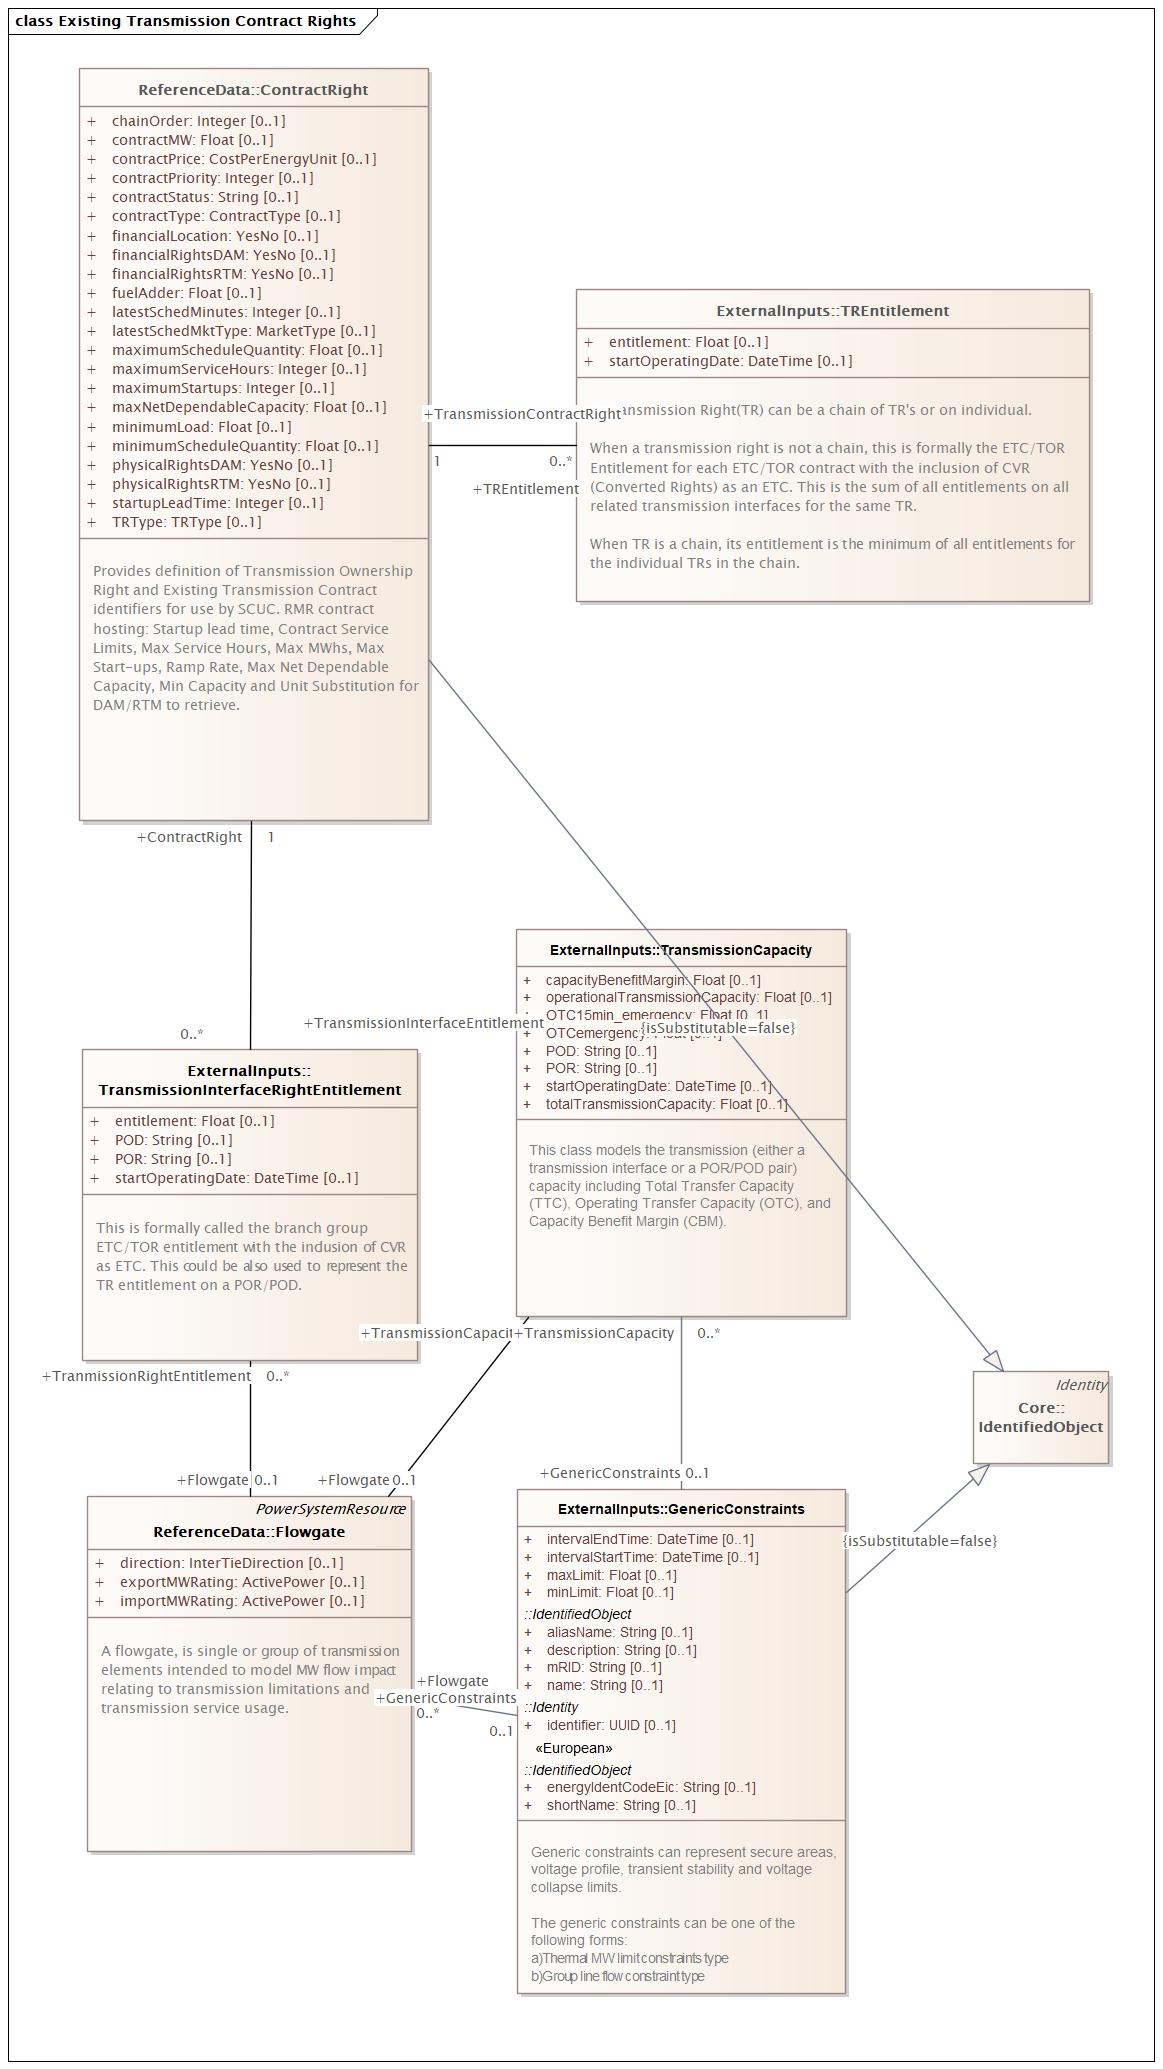 class Existing Transmission Contract Rights
ReferenceData::ContractRight
+ chainOrder: Integer [0..1]
+ contractMW: Float [0..1]
+ contractPrice: CostPerEnergyUnit [0..1]
+ contractPriority: Integer [0..1]
+ contractStatus: String [0..1]
+ contractType: ContractType [0..1]
+ financialLocation: YesNo [0..1]
+ financialRightsDAM: YesNo [0..1]
+ financialRightsRTM: YesNo [0..1]
+ fuelAdder: Float [0..1]
+ latestSchedMinutes: Integer [0..1]
+ latestSchedMktType: MarketType [0..1]
+ maximumScheduleQuantity: Float [0..1]
+ maximumServiceHours: Integer [0..1]
+ maximumStartups: Integer [0..1]
+ maxNetDependableCapacity: Float [0..1]
+ minimumLoad: Float [0..1]
+ minimumScheduleQuantity: Float [0..1]
+ physicalRightsDAM: YesNo [0..1]
+ physicalRightsRTM: YesNo [0..1]
+ startupLeadTime: Integer [0..1]
+ TRType: TRType [0..1]
Provides definition of Transmission Ownership
Right and Existing Transmission Contract
identifiers for use by SCUC. RMR contract
hosting: Startup lead time, Contract Service
Limits, Max Service Hours, Max MWhs, Max
Start-ups, Ramp Rate, Max Net Dependable
Capacity, Min Capacity and Unit Substitution for
DAM/RTM to retrieve.
ExternalInputs::TREntitlement
+ entitlement: Float [0..1]
+ startOperatingDate: DateTime [0..1]
Right(TR) can be a chain of TR's or on individual.
When a transmission right is not a chain, this is formally the ETC/TOR
Entitlement for each ETC/TOR contract with the inclusion of CVR
(Converted Rights) as an ETC. This is the sum of all entitlements on all
related transmission interfaces for the same TR.
When TR is a chain, its entitlement is the minimum of all entitlements for
the individual TRs in the chain.
+TransmissionContractRight
1
0..*
+TREntitlement
+ContractRight
1
0..*
+TransmissionInterfaceEntitlement
ExternalInputs::
TransmissionInterfaceRightEntitlement
+ entitlement: Float [0..1]
+ POD: String [0..1]
+ POR: String [0..1]
+ startOperatingDate: DateTime [0..1]
This is formally called the branch group
ETC/TOR entitlement with the inclusion of CVR
as ETC. This could be also used to represent the
TR entitlement on a POR/POD.
ExternalInputs::TransmissionCapacity
+ capacityBenefitMargin: Float [0..1]
+ operationalTransmissionCapacity: Float [0..1]
+ OTC15min_emergency: Float [0..1]
+ OTCemergency: Float [0..1]
{isSubstitutable=false}
+ POD: String [0..1]
+ POR: String [0..1]
+ startOperatingDate: DateTime [0..1]
+ totalTransmissionCapacity: Float [0..1]
This class models the transmission (either a
transmission interface or a POR/POD pair)
capacity including Total Transfer Capacity
(TTC), Operating Transfer Capacity (OTC), and
Capacity Benefit Margin (CBM).
+TransmissionCapacit
+TransmissionCapacity
0..*
+TranmissionRightEntitlement
0..*
Identity
Core::
IdentifiedObject
+Flowgate 0..1
+Flowgate 0..1
+GenericConstraints 0..1
PowerSystemResource
ReferenceData::Flowgate
+ direction: InterTieDirection [0..1]
+ exportMWRating: ActivePower [0..1]
+ importMWRating: ActivePower [0..1]
A flowgate, is single or group of transmission
elements intended to model MW flow impact
relating to transmission limitations and
transmission service usage.
+Flowgate
+GenericConstraints
0..*
0..1
ExternalInputs::GenericConstraints
+ intervalEndTime: DateTime [0..1]
+ intervalStartTime: DateTime [0..1]
+ maxLimit: Float [0..1]
+ minLimit: Float [0..1]
::IdentifiedObject
+ aliasName: String [0..1]
+ description: String [0..1]
+ mRID: String [0..1]
+ name: String [0..1]
::Identity
+ identifier: UUID [0..1]
«European»
::IdentifiedObject
+ energyIdentCodeEic: String [0..1]
+ shortName: String [0..1]
Generic constraints can represent secure areas,
voltage profile, transient stability and voltage
collapse limits.
The generic constraints can be one of the
following forms:
a)Thermal MW limit constraints type
b)Group line flow constraint type
{isSubstitutable=false}